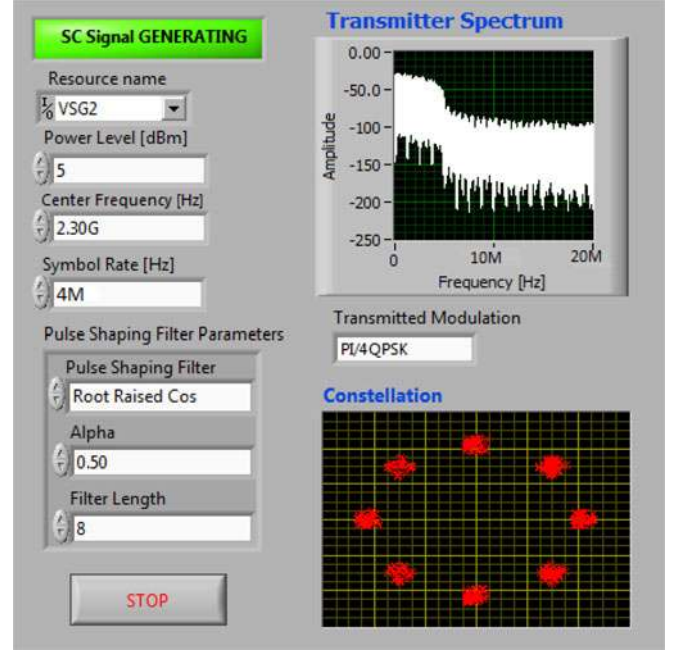 SC Signal GENERATING
Resource name
VSG2
Power Level [dBm]
5
Center Frequency [Hz]
2.30G
Symbol Rate [Hz]
4M
Pulse Shaping Filter Parameters
Pulse Shaping Filter
Root Raised Cos
Alpha
0.50
Filter Length
8
STOP
Transmitter Spectrum
Amplitude
0.00
-50.0
-100
-150
-200
-250
0 10M 20M
Frequency [Hz]
Transmitted Modulation
PI/4QPSK
Constellation